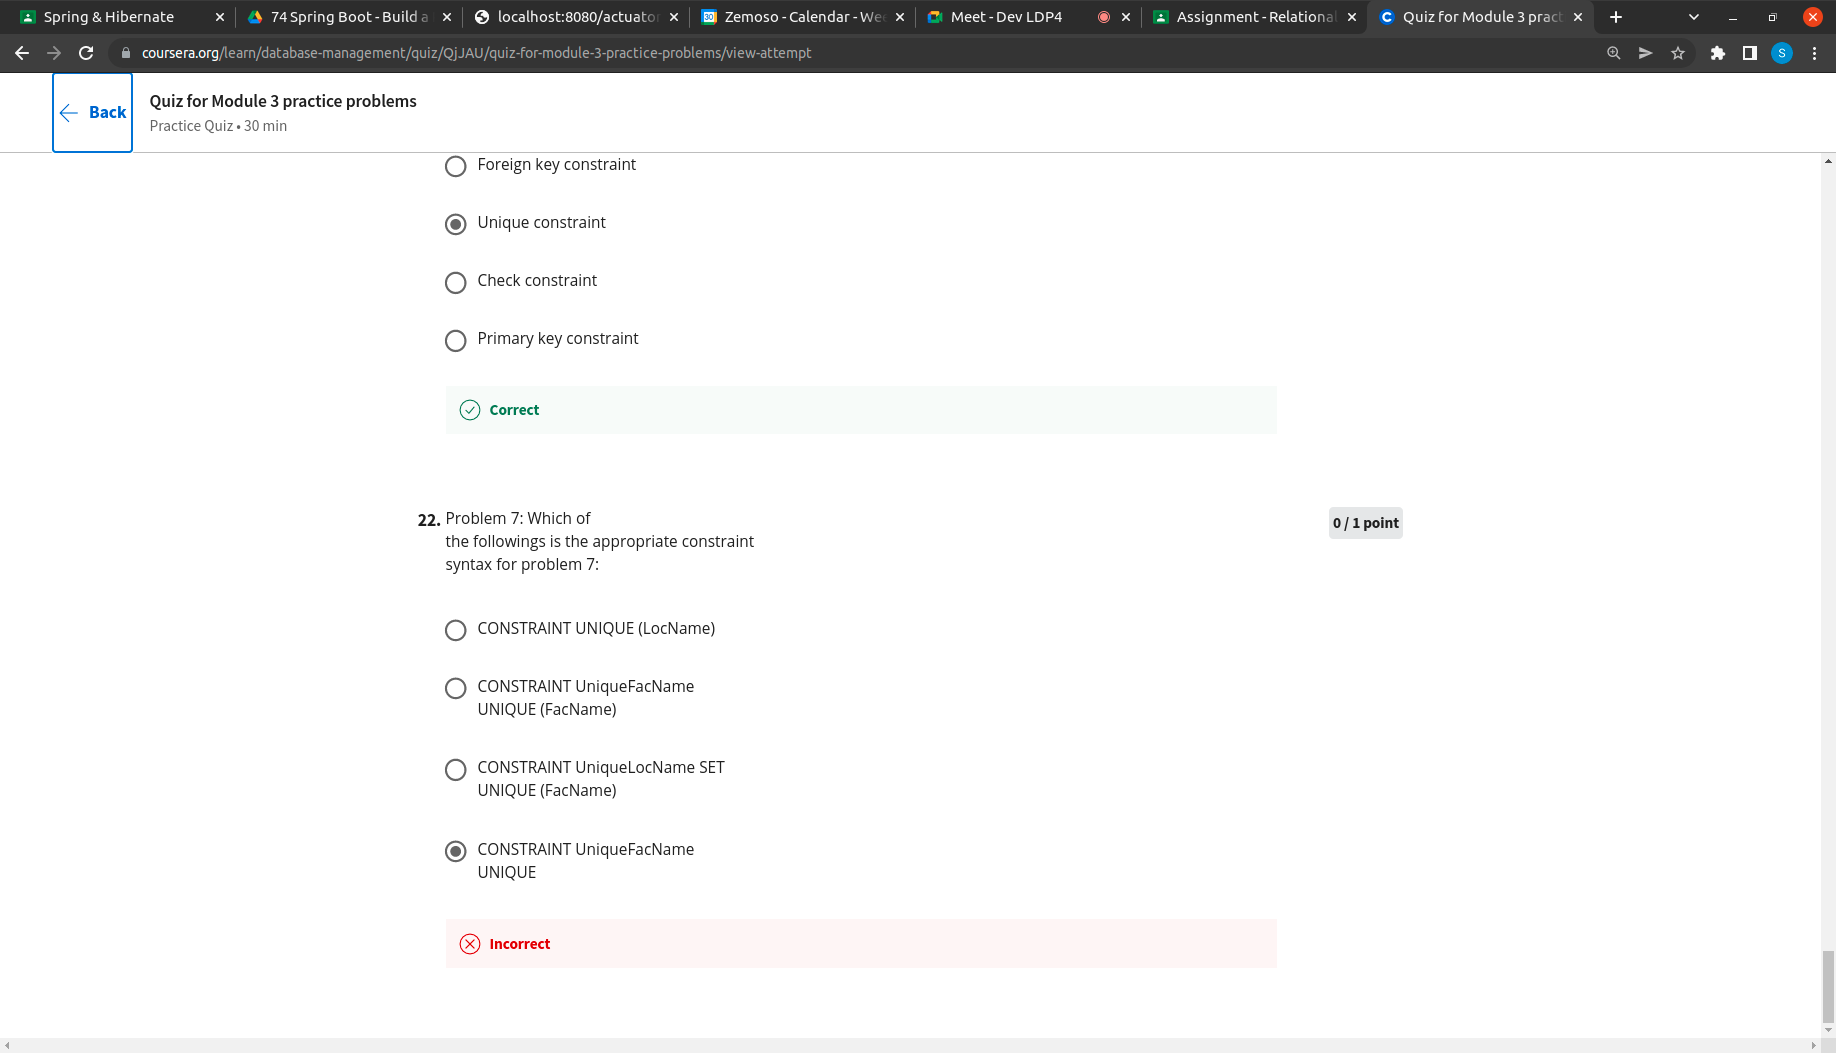 Spring & Hibernate
74 Spring Boot - Build a
localhost:8080/actuator
Zemoso - Calendar - We
Meet - Dev LDP4
Assignment - Relational
Quiz for Module 3 pract
coursera.org/learn/database-management/quiz/QjJAU/quiz-for-module-3-practice-problems/view-attempt
S
Back
Quiz for Module 3 practice problems
Practice Quiz • 30 min
Foreign key constraint
Unique constraint
Check constraint
Primary key constraint
Correct
22. Problem 7: Which of
the followings is the appropriate constraint
syntax for problem 7:
0 / 1 point
CONSTRAINT UNIQUE (LocName)
CONSTRAINT UniqueFacName
UNIQUE (FacName)
CONSTRAINT UniqueLocName SET
UNIQUE (FacName)
CONSTRAINT UniqueFacName
UNIQUE
Incorrect